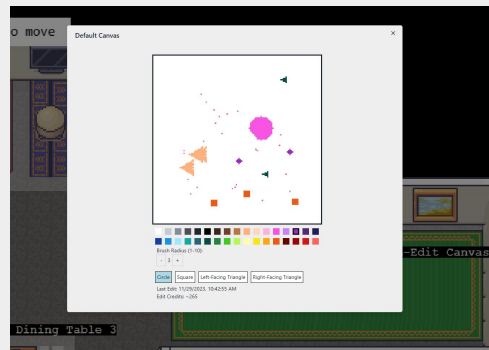 o move
Default Canvas
×
Brush Radius (1-10):
- 3 +
Circle Square Left-Facing Triangle Right-Facing Triangle
Last Edit: 11/29/2023, 10:42:55 AM
Edit Credits: ~265
-Edit Canvas
Dining Table 3